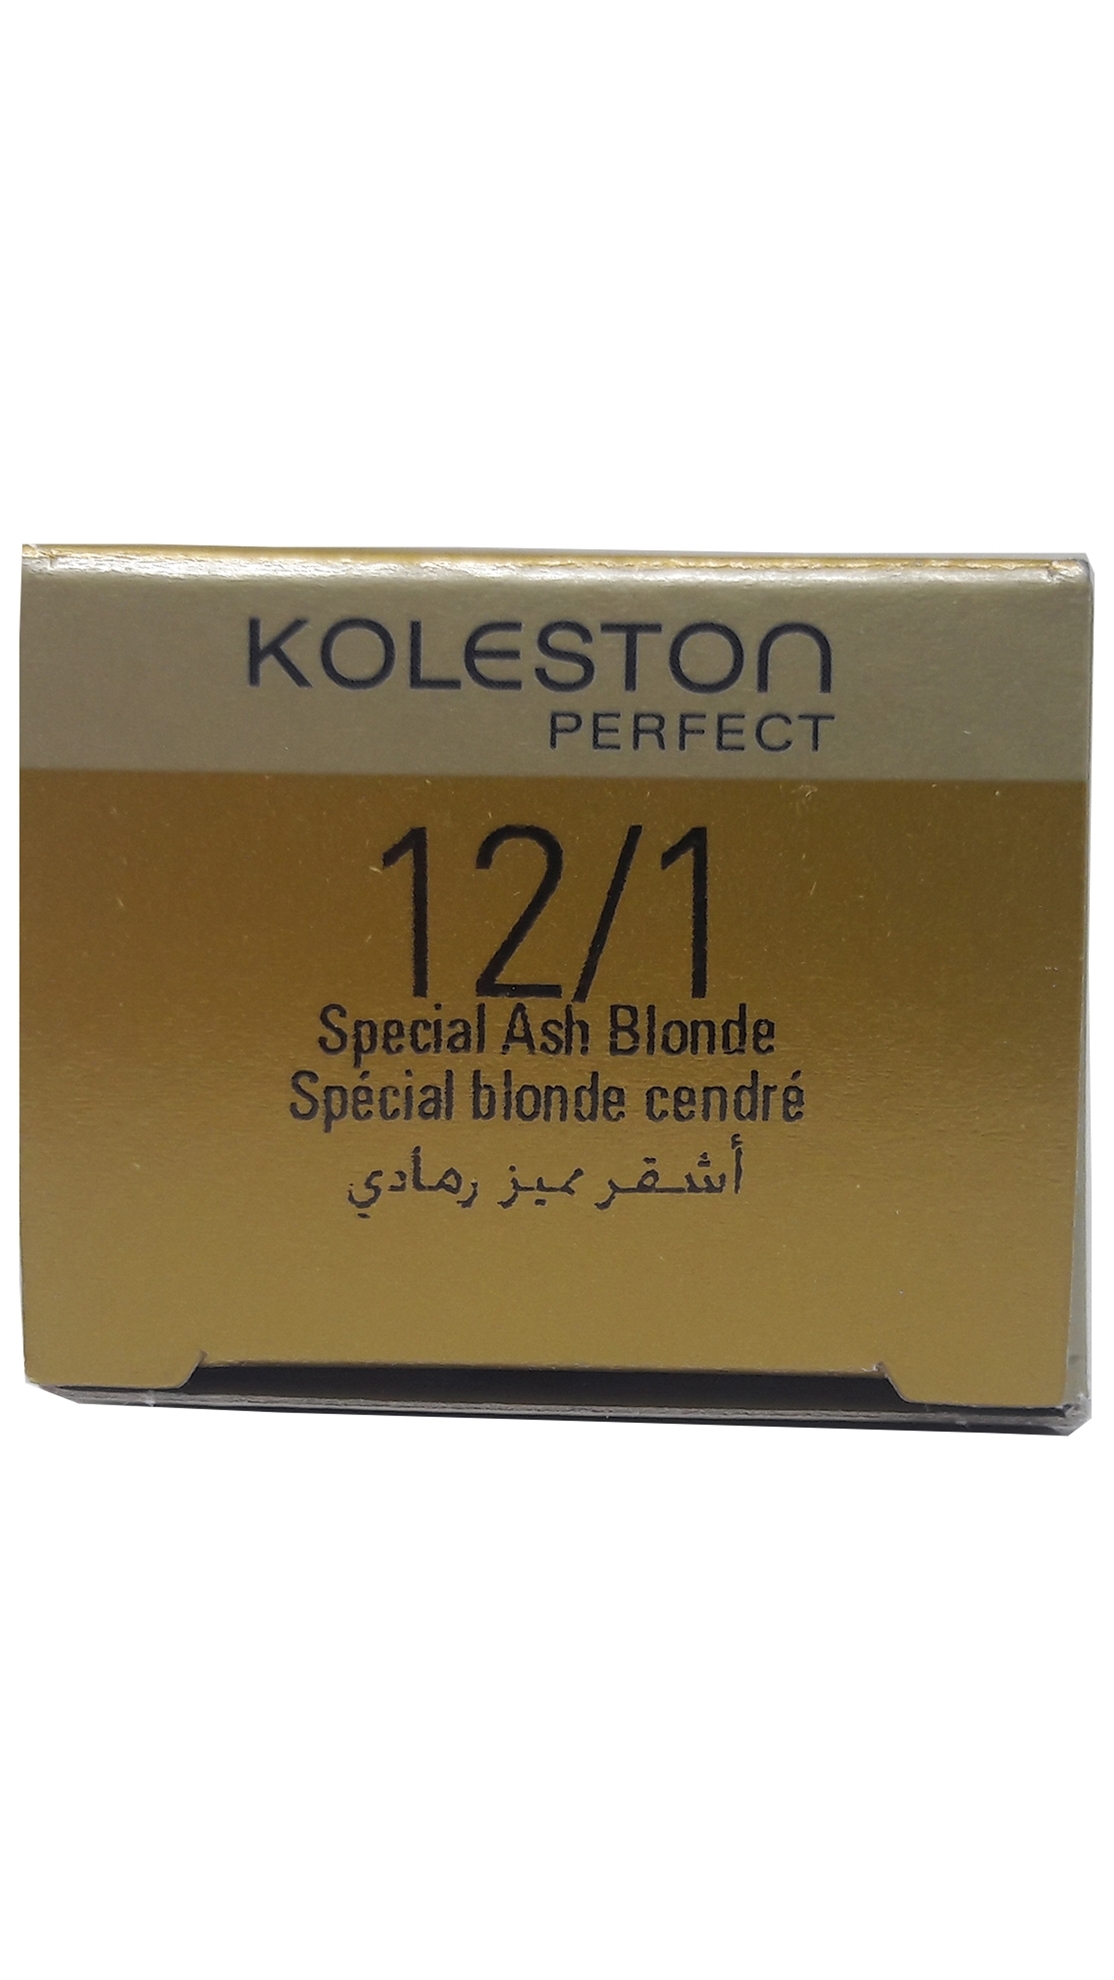 KOLESTON
PERFECT
12/1
Special Ash Blonde
Spécial blonde cendré
أشقر مميز رمادي